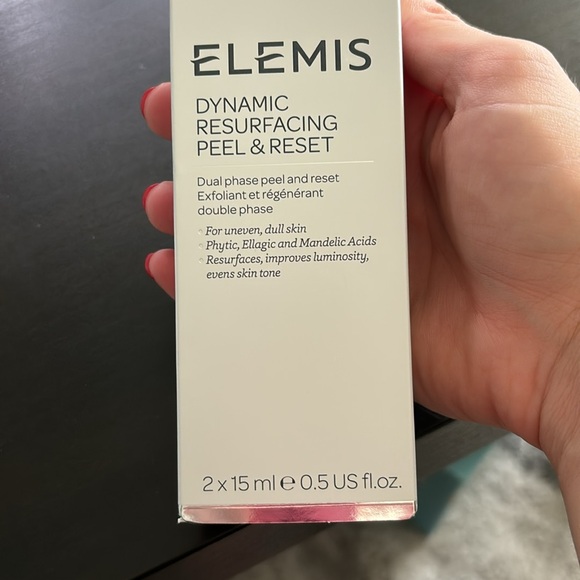 ELEMIS
DYNAMIC
RESURFACING
PEEL & RESET
Dual phase peel and reset
Exfoliant et régénérant
double phase
For uneven, dull skin
Phytic, Ellagic and Mandelic Acids
Resurfaces, improves luminosity,
evens skin tone
2 x 15 ml ℮ 0.5 US fl.oz.